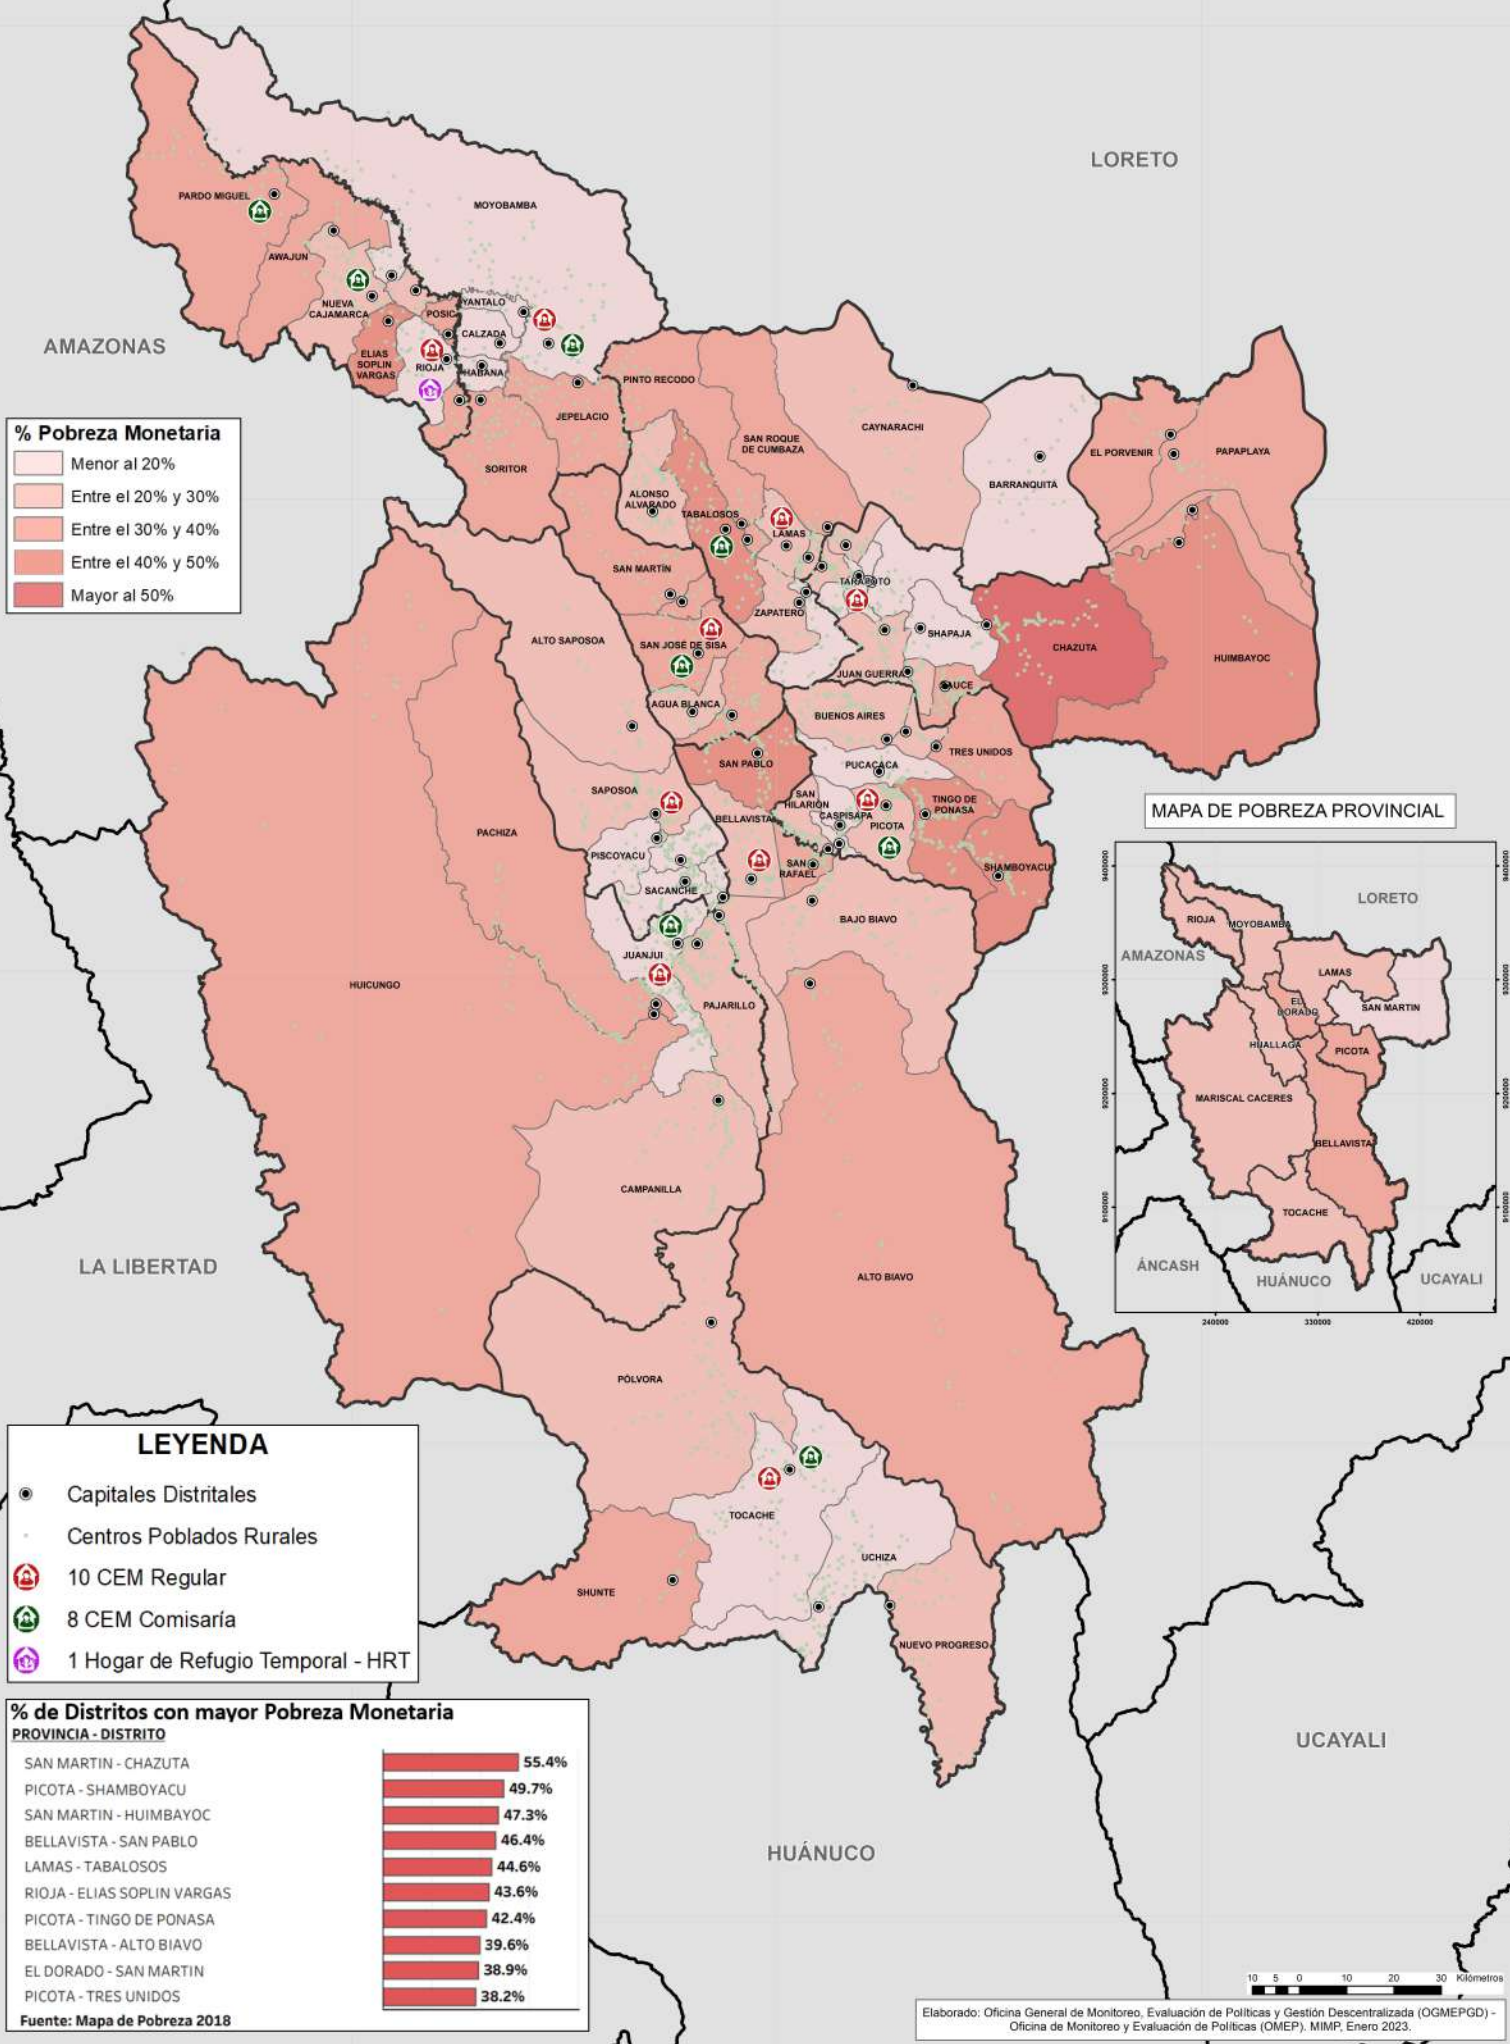 LORETO
MOYOBAMBA
PARDO MIGUEL
AWAJUN
NUEVA
CAJAMARCA
YANTALO
POSIC
CALZADA
AMAZONAS
ELIAS
SOPLIN
VARGAS
RIOJA
HABANA
PINTO RECODO
JEPELACIO
SORITOR
SAN ROQUE
DE CUMBAZA
CAYNARACHI
BARRANQUITA
EL PORVENIR
PAPAPLAYA
% Pobreza Monetaria
Menor al 20%
Entre el 20% y 30%
Entre el 30% y 40%
Entre el 40% y 50%
Mayor al 50%
ALONSO
ALVARADO
TABALOSOS
LAMAS
SAN MARTÍN
TARAPOTO
ZAPATERO
ALTO SAPOSOA
SAN JOSÉ DE SISA
SHAPAJA
CHAZUTA
HUIMBAYOC
JUAN GUERRA
SAUCE
AGUA BLANCA
BUENOS AIRES
TRES UNIDOS
SAN PABLO
PUCACACA
SAPOSOA
SAN
HILARIÓN
CASPISAPA
TINGO DE
PONASA
BELLAVISTA
PICOTA
PACHIZA
PISCOYACU
SAN
RAFAEL
SHAMBOYACU
SACANCHE
BAJO BIAVO
JUANJUI
HUICUNGO
PAJARILLO
CAMPANILLA
LA LIBERTAD
ALTO BIAVO
PÓLVORA
TOCACHE
UCHIZA
SHUNTE
NUEVO PROGRESO
UCAYALI
HUÁNUCO
MAPA DE POBREZA PROVINCIAL
LORETO
RIOJA
MOYOBAMBA
AMAZONAS
LAMAS
EL
DORADO
SAN MARTIN
HUALLAGA
PICOTA
MARISCAL CACERES
BELLAVISTA
TOCACHE
ÁNCASH
HUÁNUCO
UCAYALI
9400000
9300000
9200000
9100000
9400000
9300000
9200000
9100000
240000
330000
420000
LEYENDA
Capitales Distritales
Centros Poblados Rurales
10 CEM Regular
8 CEM Comisaría
1 Hogar de Refugio Temporal - HRT
% de Distritos con mayor Pobreza Monetaria
PROVINCIA - DISTRITO
SAN MARTIN - CHAZUTA 55.4%
PICOTA - SHAMBOYACU 49.7%
SAN MARTIN - HUIMBAYOC 47.3%
BELLAVISTA - SAN PABLO 46.4%
LAMAS - TABALOSOS 44.6%
RIOJA - ELIAS SOPLIN VARGAS 43.6%
PICOTA - TINGO DE PONASA 42.4%
BELLAVISTA - ALTO BIAVO 39.6%
EL DORADO - SAN MARTIN 38.9%
PICOTA - TRES UNIDOS 38.2%
Fuente: Mapa de Pobreza 2018
10 5 0 10 20 30 Kilómetros
Elaborado: Oficina General de Monitoreo, Evaluación de Políticas y Gestión Descentralizada (OGMEPGD) -
Oficina de Monitoreo y Evaluación de Políticas (OMEP). MIMP, Enero 2023.